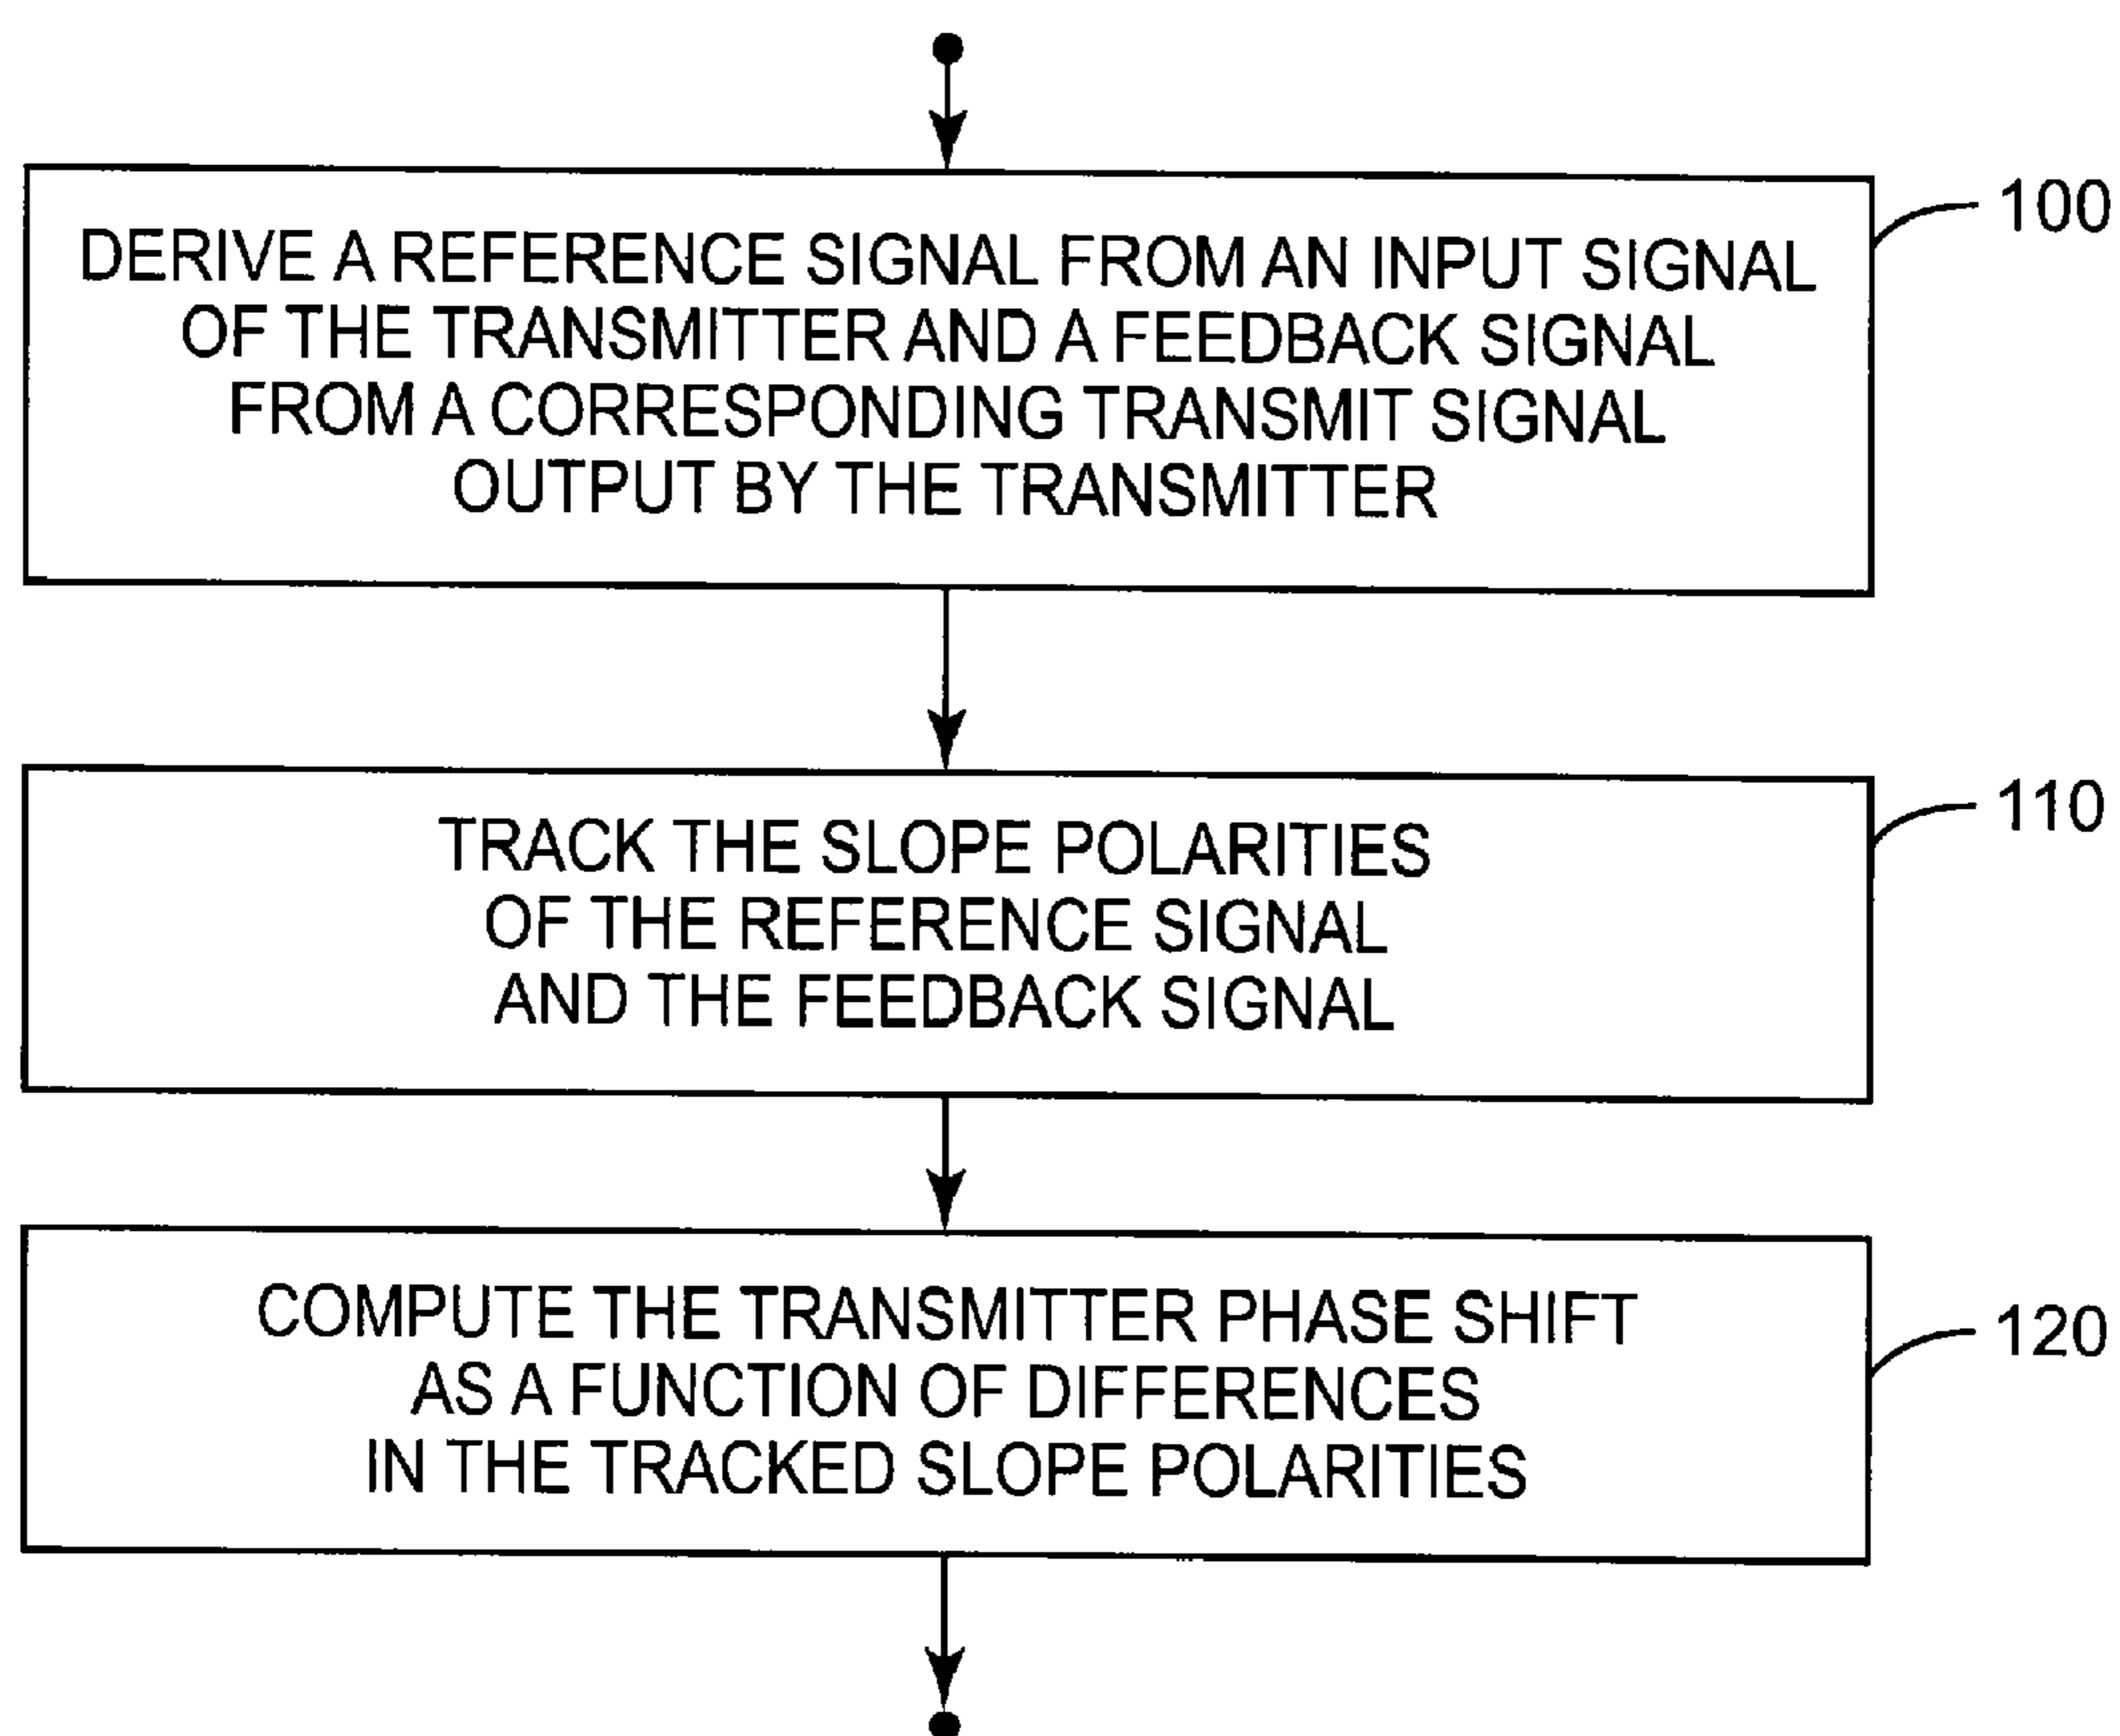 100
DERIVE A REFERENCE SIGNAL FROM AN INPUT SIGNAL
OF THE TRANSMITTER AND A FEEDBACK SIGNAL
FROM A CORRESPONDING TRANSMIT SIGNAL
OUTPUT BY THE TRANSMITTER
110
TRACK THE SLOPE POLARITIES
OF THE REFERENCE SIGNAL
AND THE FEEDBACK SIGNAL
120
COMPUTE THE TRANSMITTER PHASE SHIFT
AS A FUNCTION OF DIFFERENCES
IN THE TRACKED SLOPE POLARITIES